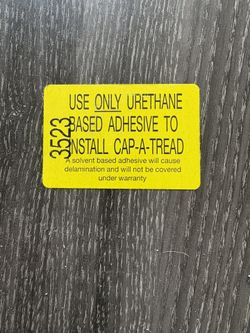 USE ONLY URETHANE
BASED ADHESIVE TO
INSTALL CAP-A-TREAD
A solvent based adhesive will cause
delamination and will not be covered
under warranty
3523